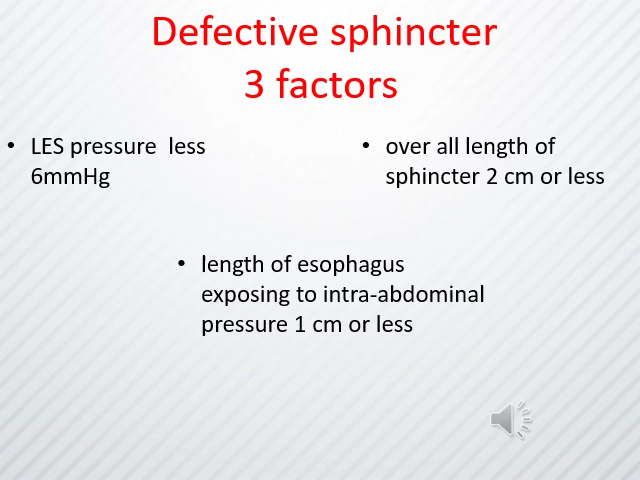 Defective sphincter
3 factors
• LES pressure  less
6mmHg
• over all length of
sphincter 2 cm or less
• length of esophagus
exposing to intra-abdominal
pressure 1 cm or less